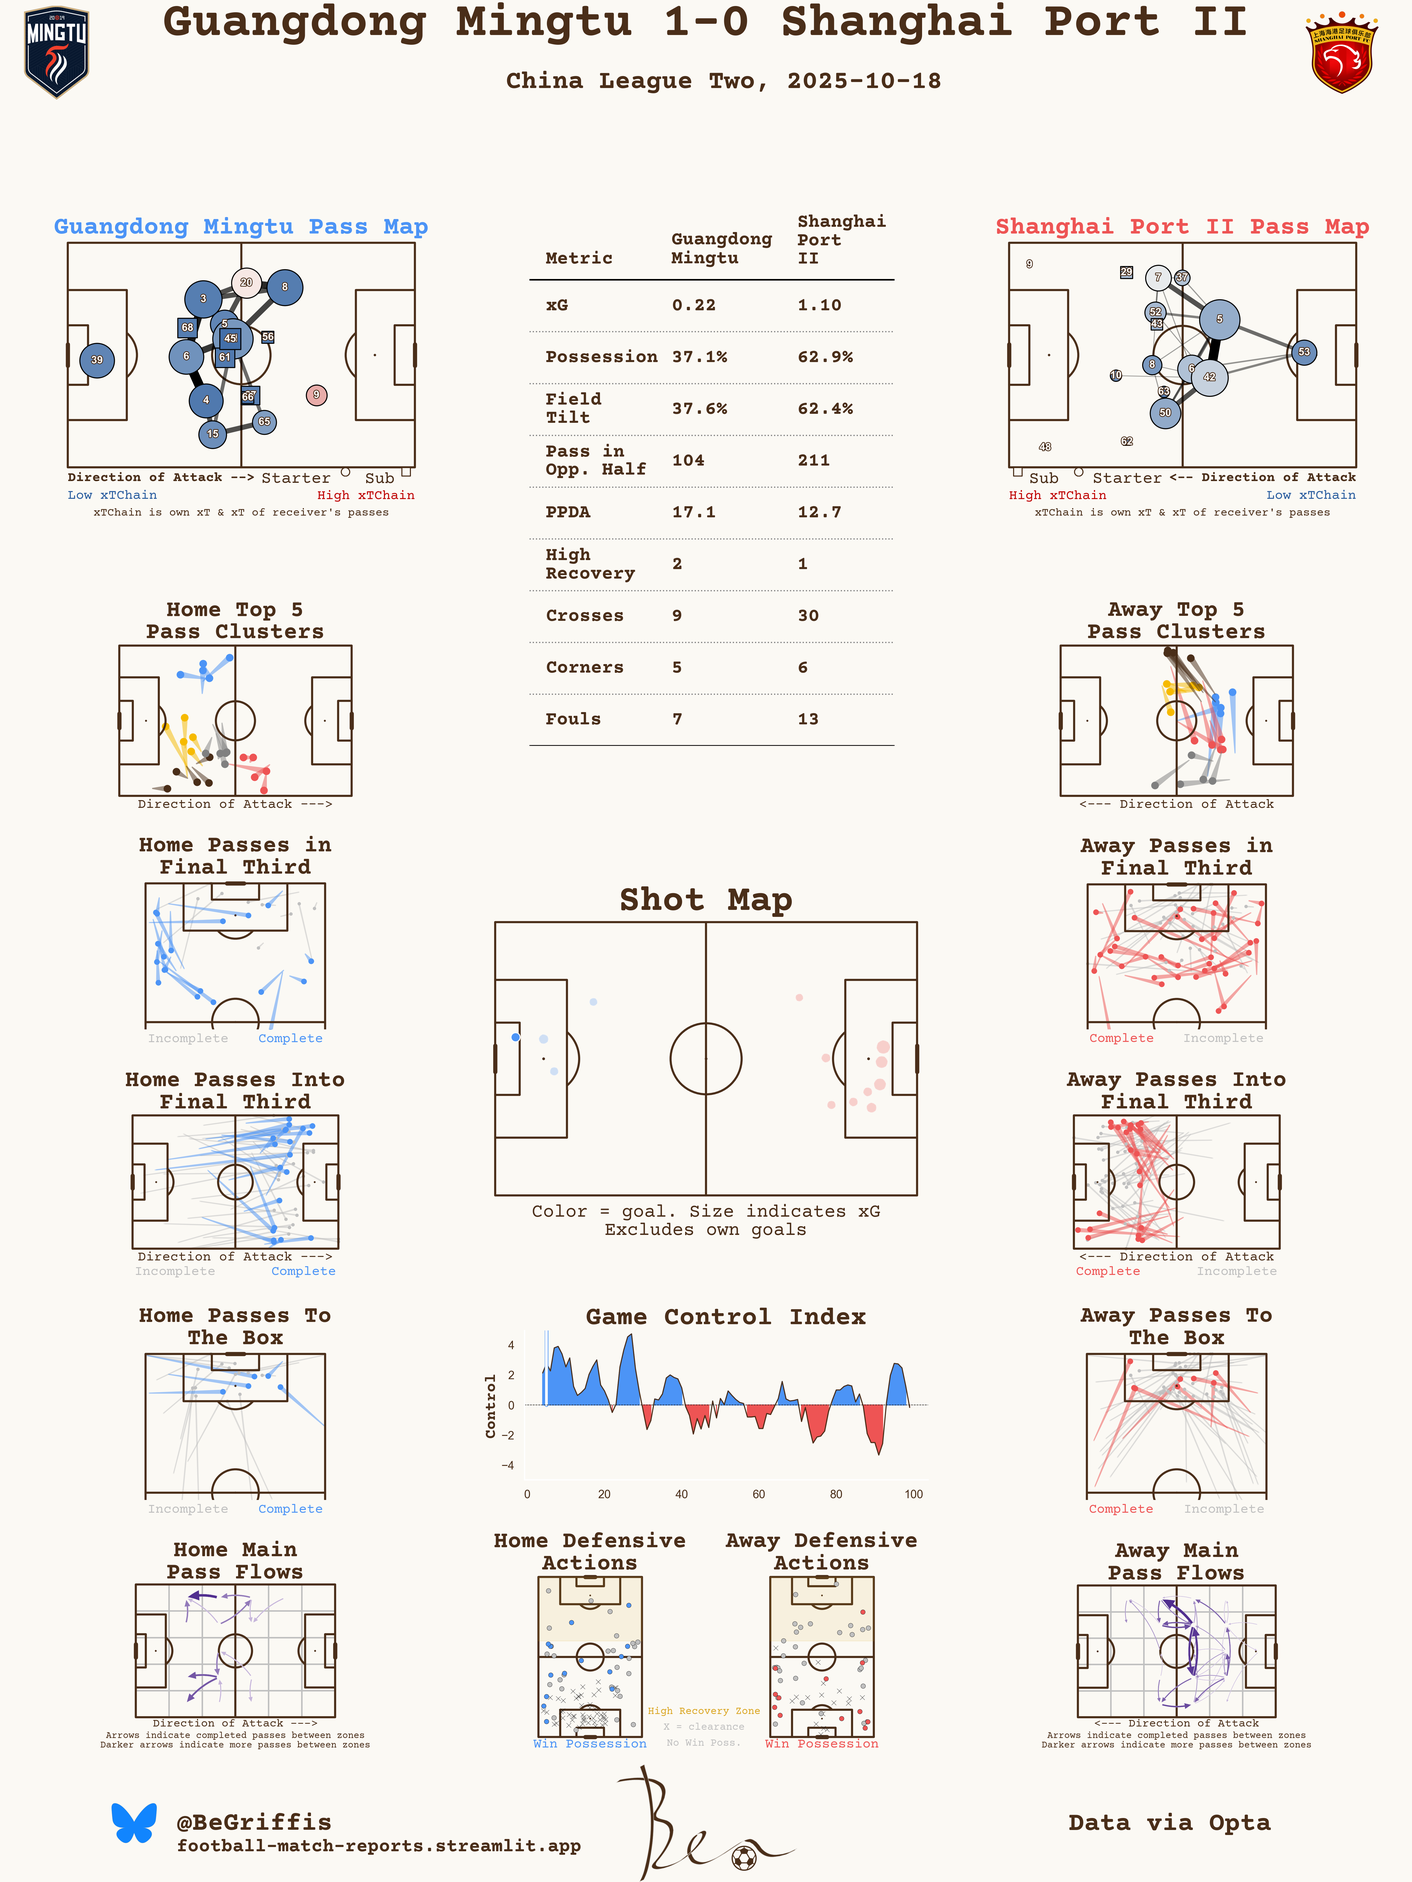 Guangdong Mingtu 1-0 Shanghai Port II
China League Two, 2025-10-18
MINGTU
上海海港足球俱乐部
SHANGHAI PORT FC
Guangdong Mingtu Pass Map
39
3
20
8
5
68
45
56
6
61
4
66
9
15
65
Direction of Attack --> Starter Sub
Low xTChain High xTChain
xTChain is own xT & xT of receiver's passes
Metric Guangdong Mingtu Shanghai Port II
xG 0.22 1.10
Possession 37.1% 62.9%
Field Tilt 37.6% 62.4%
Pass in Opp. Half 104 211
PPDA 17.1 12.7
High Recovery 2 1
Crosses 9 30
Corners 5 6
Fouls 7 13
Shanghai Port II Pass Map
9
29
7
37
52
43
5
53
8
10
6
42
63
50
62
48
Sub Starter <-- Direction of Attack
High xTChain Low xTChain
xTChain is own xT & xT of receiver's passes
Home Top 5
Pass Clusters
Direction of Attack --->
Away Top 5
Pass Clusters
<--- Direction of Attack
Home Passes in
Final Third
Incomplete Complete
Away Passes in
Final Third
Complete Incomplete
Shot Map
Color = goal. Size indicates xG
Excludes own goals
Home Passes Into
Final Third
Direction of Attack --->
Incomplete Complete
Away Passes Into
Final Third
<--- Direction of Attack
Complete Incomplete
Home Passes To
The Box
Incomplete Complete
Game Control Index
Control
4
2
0
−2
−4
0 20 40 60 80 100
Away Passes To
The Box
Complete Incomplete
Home Main
Pass Flows
Direction of Attack --->
Arrows indicate completed passes between zones
Darker arrows indicate more passes between zones
Home Defensive
Actions
Win Possession
Away Defensive
Actions
Win Possession
High Recovery Zone
X = clearance
No Win Poss.
Away Main
Pass Flows
<--- Direction of Attack
Arrows indicate completed passes between zones
Darker arrows indicate more passes between zones
@BeGriffis
football-match-reports.streamlit.app
Ben
Data via Opta